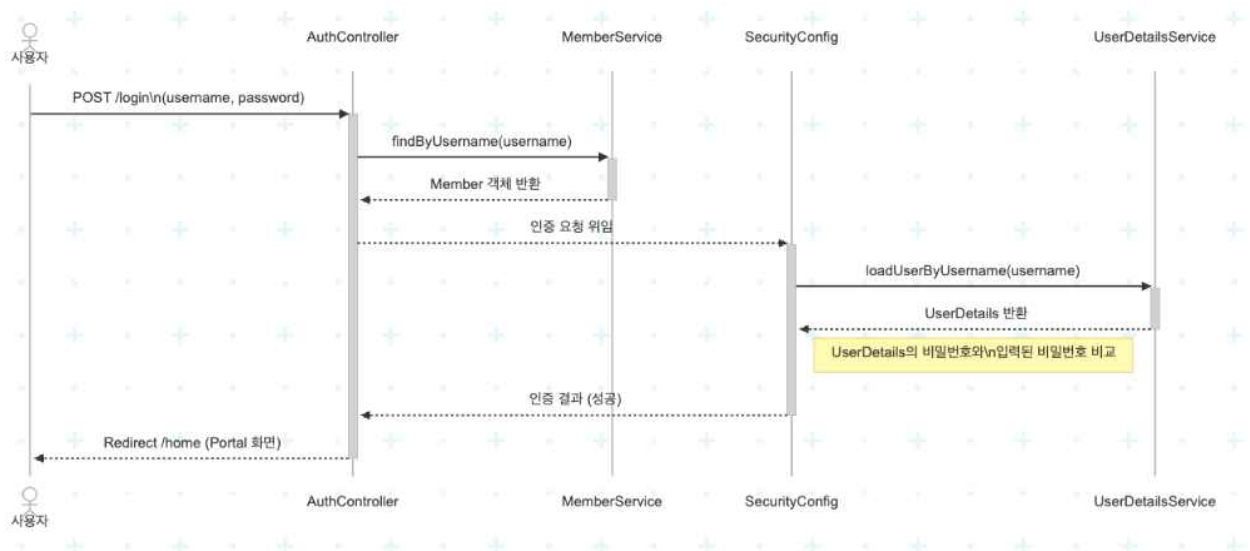 사용자
AuthController
MemberService
SecurityConfig
UserDetailsService
POST /login\n(username, password)
findByUsername(username)
Member 객체 반환
인증 요청 위임
loadUserByUsername(username)
UserDetails 반환
UserDetails의 비밀번호와\n입력된 비밀번호 비교
인증 결과 (성공)
Redirect /home (Portal 화면)
사용자
AuthController
MemberService
SecurityConfig
UserDetailsService